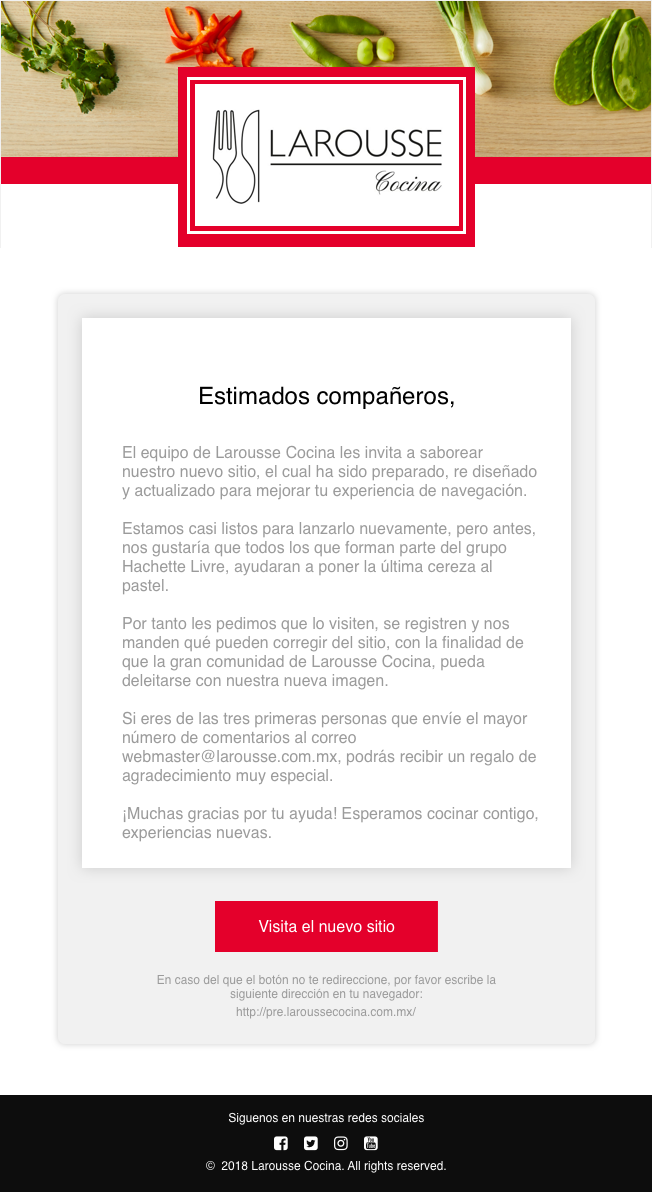 LAROUSSE
Cocina
Estimados compañeros,
El equipo de Larousse Cocina les invita a saborear
nuestro nuevo sitio, el cual ha sido preparado, re diseñado
y actualizado para mejorar tu experiencia de navegación.
Estamos casi listos para lanzarlo nuevamente, pero antes,
nos gustaría que todos los que forman parte del grupo
Hachette Livre, ayudaran a poner la última cereza al
pastel.
Por tanto les pedimos que lo visiten, se registren y nos
manden qué pueden corregir del sitio, con la finalidad de
que la gran comunidad de Larousse Cocina, pueda
deleitarse con nuestra nueva imagen.
Si eres de las tres primeras personas que envíe el mayor
número de comentarios al correo
webmaster@larousse.com.mx, podrás recibir un regalo de
agradecimiento muy especial.
¡Muchas gracias por tu ayuda! Esperamos cocinar contigo,
experiencias nuevas.
Visita el nuevo sitio
En caso del que el botón no te redireccione, por favor escribe la
siguiente dirección en tu navegador:
http://pre.laroussecocina.com.mx/
Siguenos en nuestras redes sociales
© 2018 Larousse Cocina. All rights reserved.